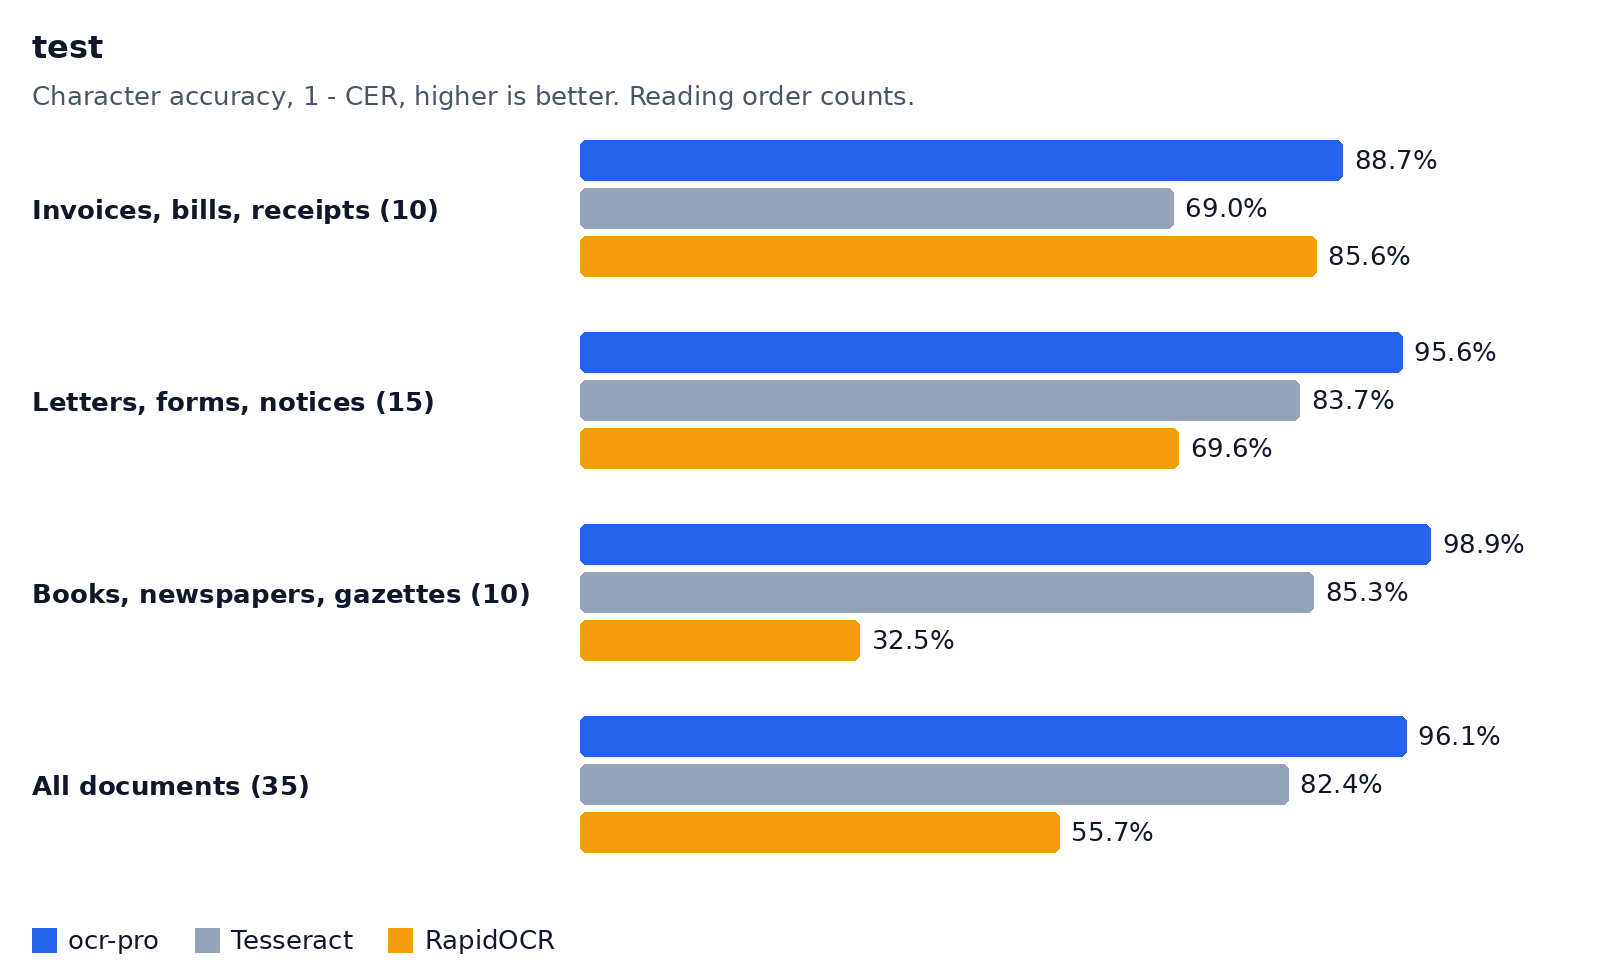 test
Character accuracy, 1 - CER, higher is better. Reading order counts.
Invoices, bills, receipts (10)
88.7%
69.0%
85.6%
Letters, forms, notices (15)
95.6%
83.7%
69.6%
Books, newspapers, gazettes (10)
98.9%
85.3%
32.5%
All documents (35)
96.1%
82.4%
55.7%
ocr-pro Tesseract RapidOCR